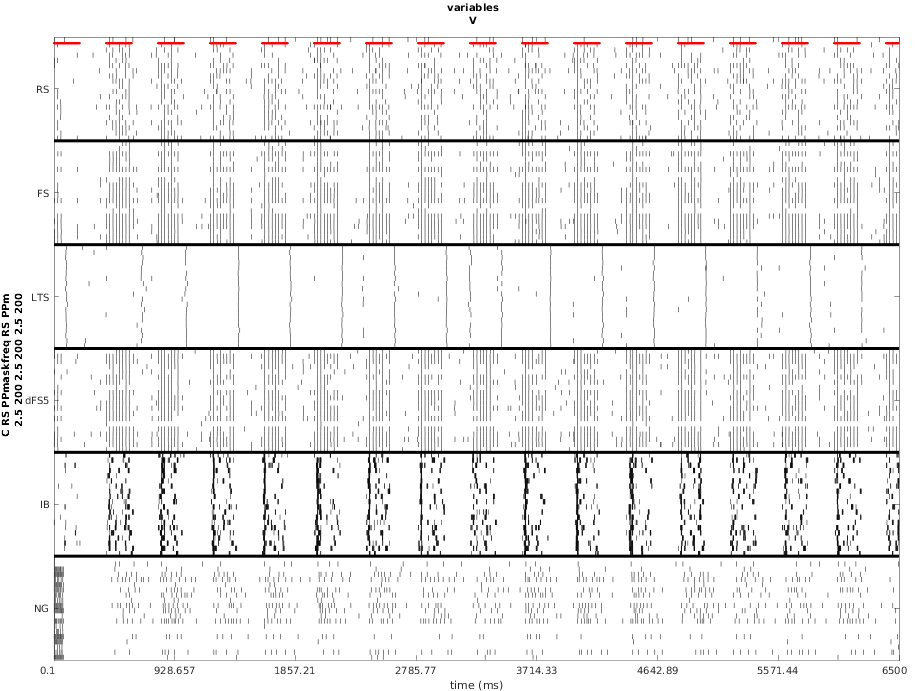 variables
V
RS
FS
LTS
dFS5
IB
NG
C RS PPmaskfreq RS PPm
2.5 200 2.5 200 2.5 200
0.1 928.657 1857.21 2785.77 3714.33 4642.89 5571.44 6500
time (ms)